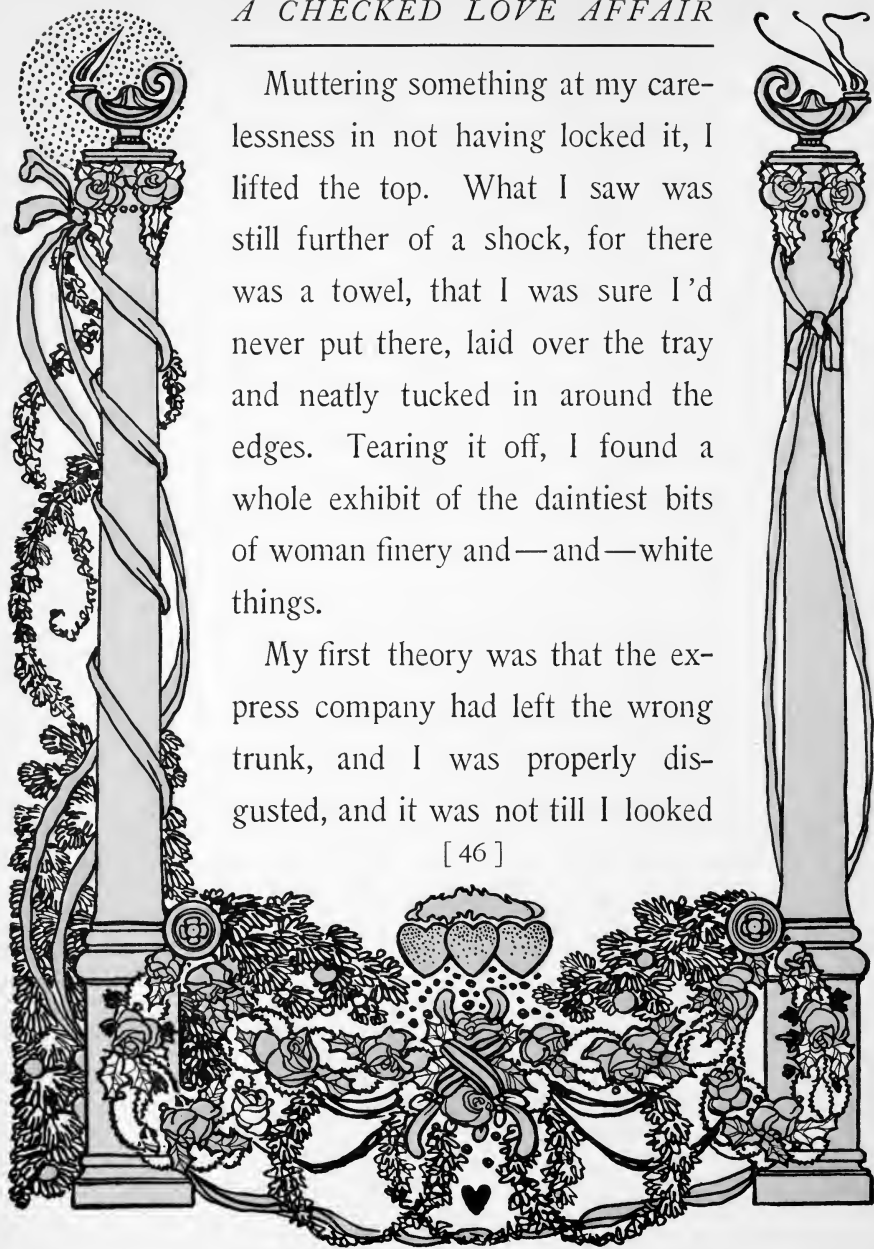 A CHECKED LOVE AFFAIR
Muttering something at my care-
lessness in not having locked it, I
lifted the top. What I saw was
still further of a shock, for there
was a towel, that I was sure I'd
never put there, laid over the tray
and neatly tucked in around the
edges. Tearing it off, I found a
whole exhibit of the daintiest bits
of woman finery and—and—white
things.
My first theory was that the ex-
press company had left the wrong
trunk, and I was properly dis-
gusted, and it was not till I looked
[ 46 ]